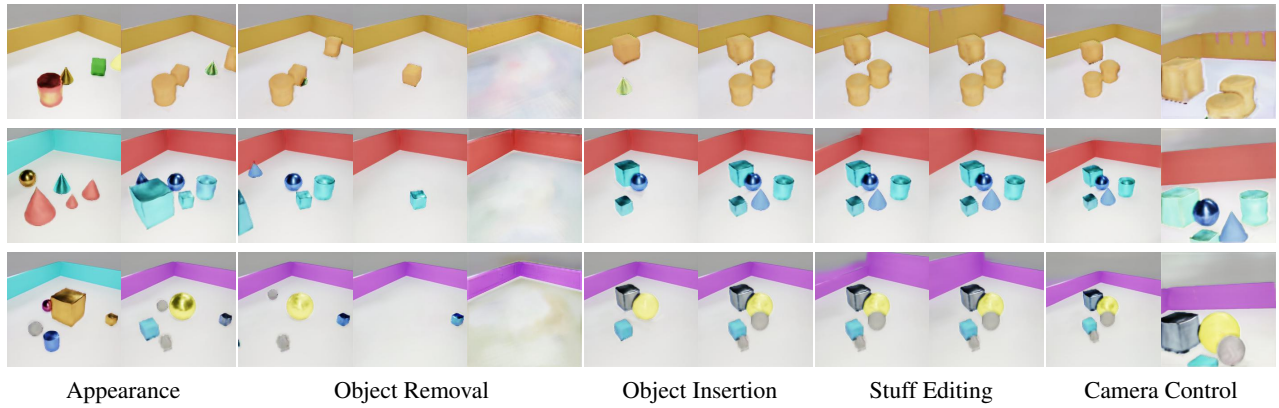 Appearance
Object Removal
Object Insertion
Stuff Editing
Camera Control